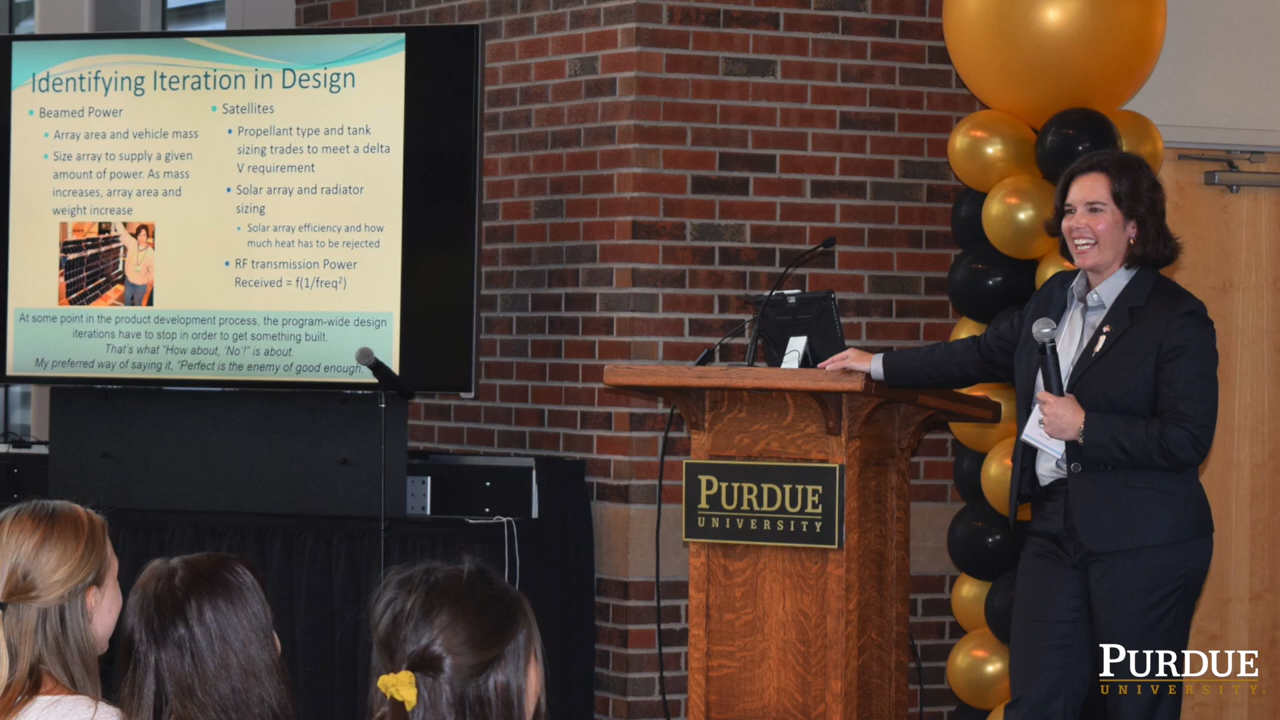 Identifying Iteration in Design
• Beamed Power
• Array area and vehicle mass
• Size array to supply a given
amount of power. As mass
increases, array area and
weight increase
• Satellites
• Propellant type and tank
sizing trades to meet a delta
V requirement
• Solar array and radiator
sizing
• Solar array efficiency and how
much heat has to be rejected
• RF transmission Power
Received = f(1/freq²)
At some point in the product development process, the program-wide design
iterations have to stop in order to get something built.
That's what "How about, 'No'!" is about.
My preferred way of saying it, "Perfect is the enemy of good enough.
PURDUE
UNIVERSITY
PURDUE
UNIVERSITY